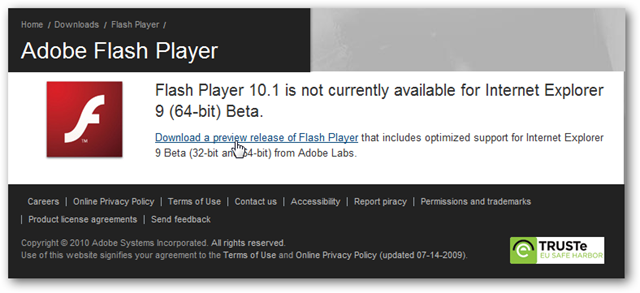 Home / Downloads / Flash Player /
Adobe Flash Player
Flash Player 10.1 is not currently available for Internet Explorer
9 (64-bit) Beta.
Download a preview release of Flash Player that includes optimized support for Internet Explorer
9 Beta (32-bit an 64-bit) from Adobe Labs.
Careers | Online Privacy Policy | Terms of Use | Contact us | Accessibility | Report piracy | Permissions and trademarks
| Product license agreements | Send feedback
Copyright © 2010 Adobe Systems Incorporated. All rights reserved.
Use of this website signifies your agreement to the Terms of Use and Online Privacy Policy (updated 07-14-2009).
TRUSTe
EU SAFE HARBOR